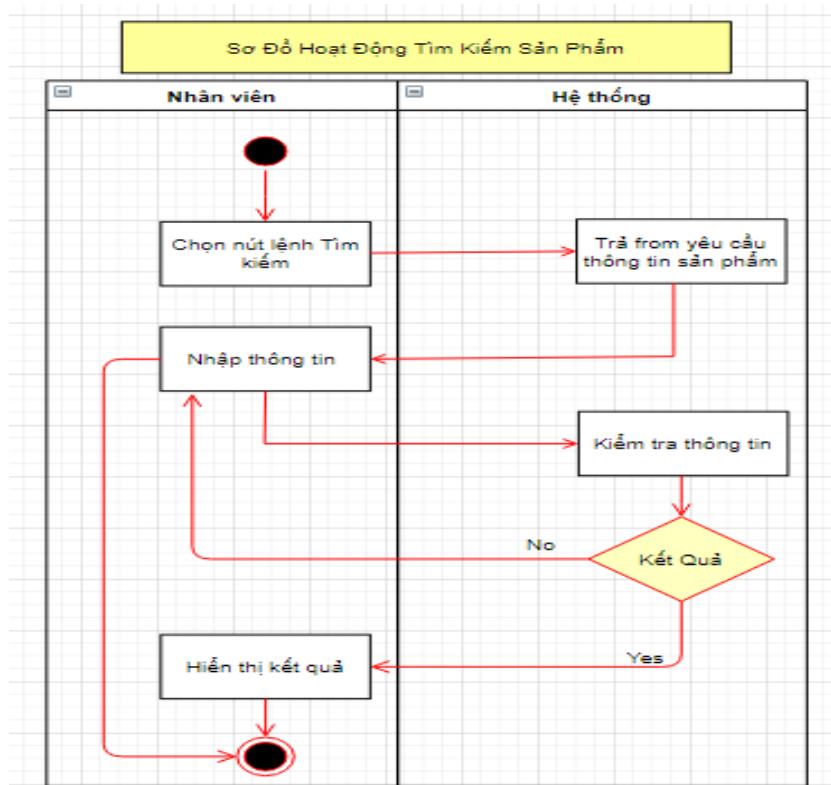 Sơ Đồ Hoạt Động Tìm Kiếm Sản Phẩm
Nhân viên
Hệ thống
Chọn nút lệnh Tìm
kiếm
Trả from yêu cầu
thông tin sản phẩm
Nhập thông tin
Kiểm tra thông tin
No
Kết Quả
Yes
Hiển thị kết quả